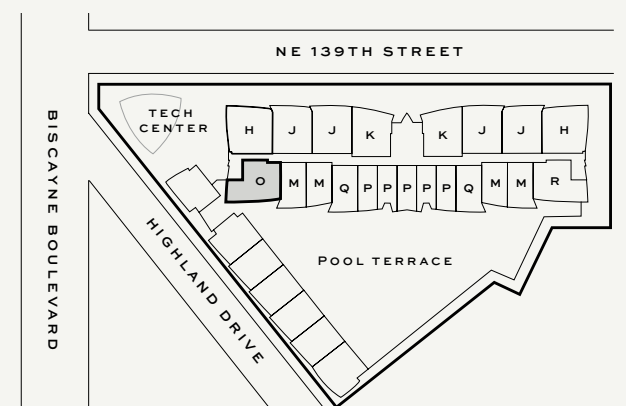 NE 139TH STREET
BISCAYNE BOULEVARD
TECH
CENTER
H J J K K J J H
O M M Q P P P P P Q M M R
HIGHLAND DRIVE
POOL TERRACE